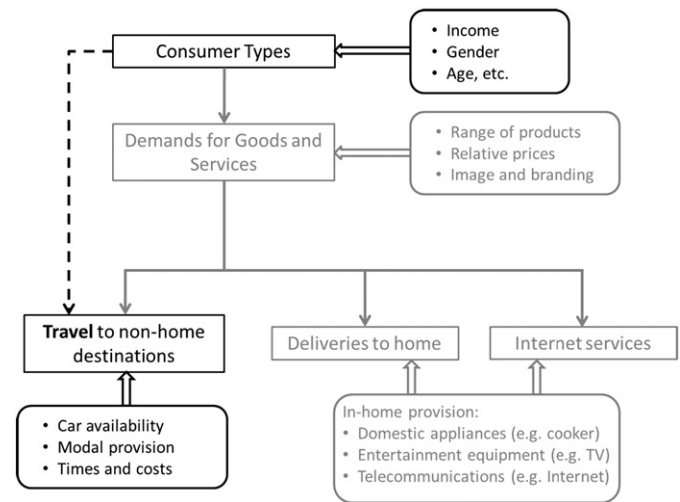 Consumer Types
• Income
• Gender
• Age, etc.
Demands for Goods and
Services
• Range of products
• Relative prices
• Image and branding
Travel to non-home
destinations
Deliveries to home
Internet services
• Car availability
• Modal provision
• Times and costs
In-home provision:
• Domestic appliances (e.g. cooker)
• Entertainment equipment (e.g. TV)
• Telecommunications (e.g. Internet)